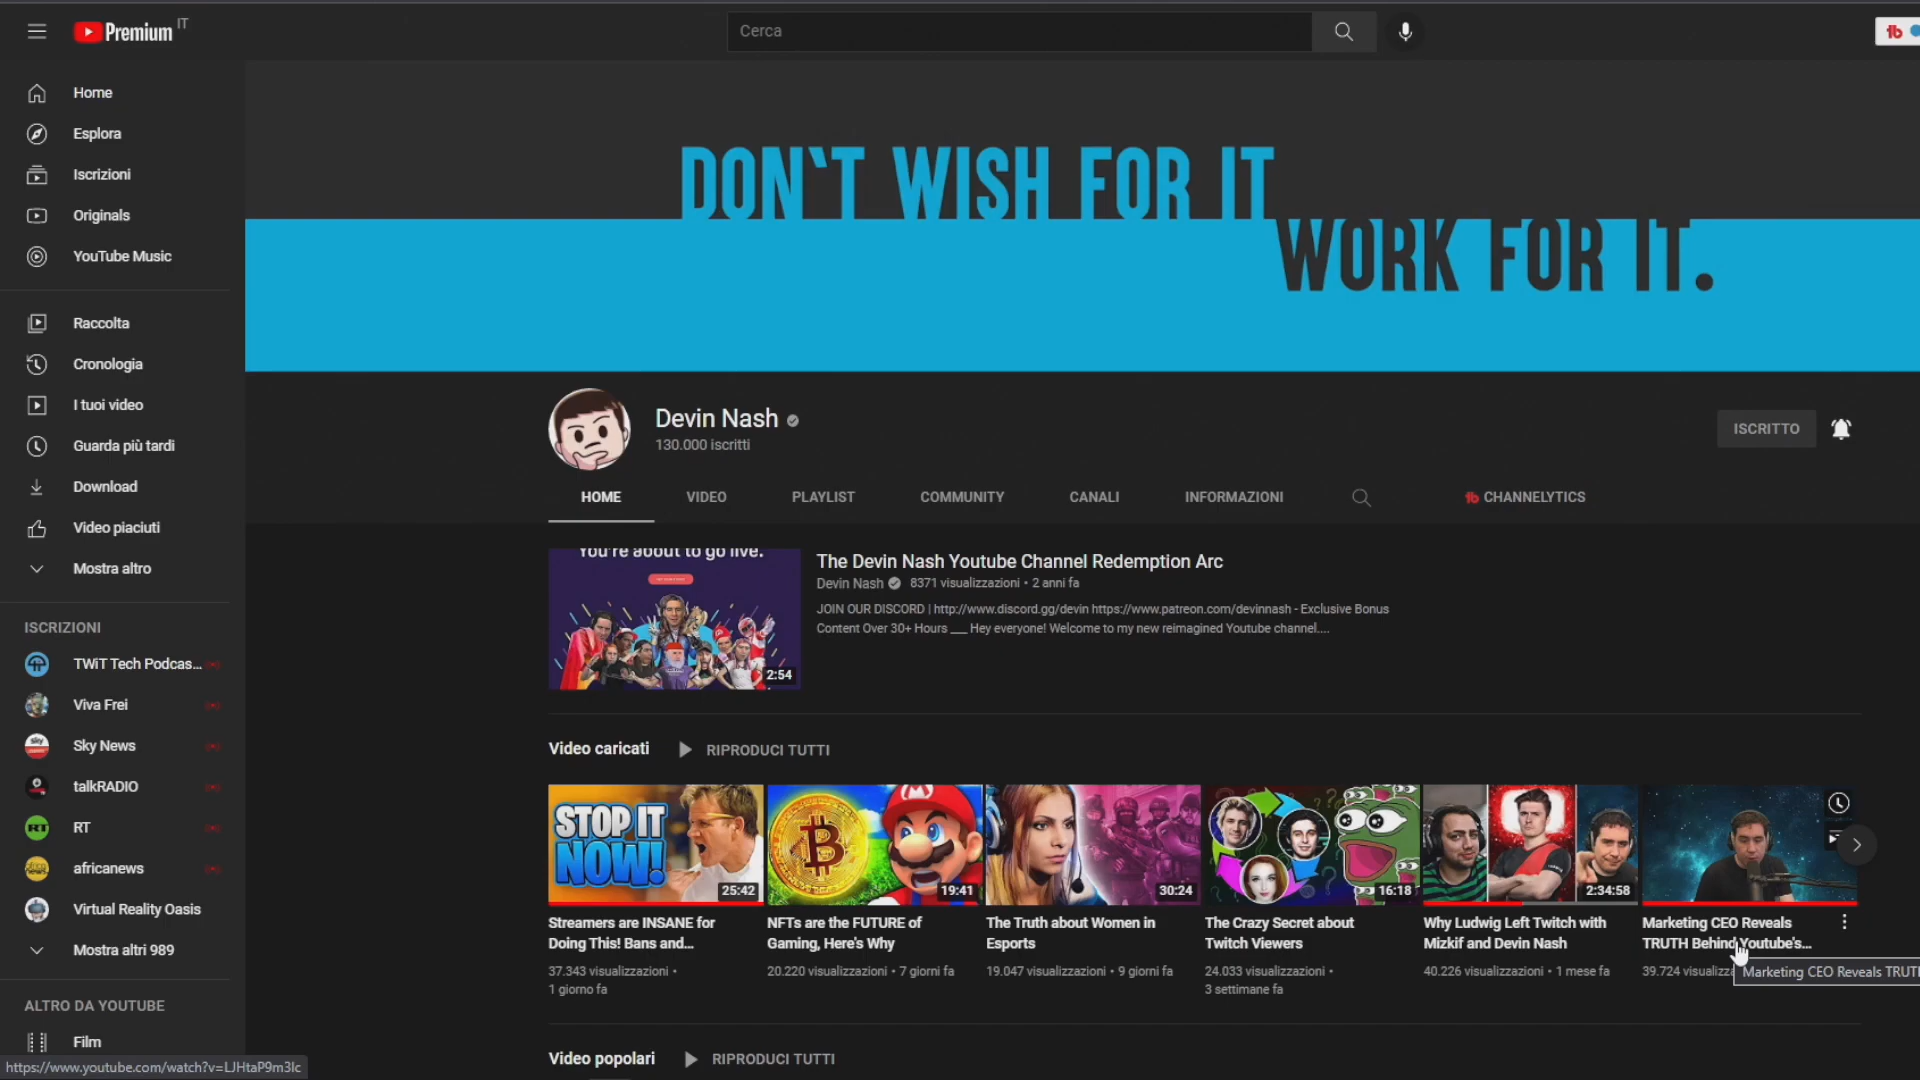 Premium IT
Cerca
Home
Esplora
Iscrizioni
Originals
YouTube Music
Raccolta
Cronologia
I tuoi video
Guarda più tardi
Download
Video piaciuti
Mostra altro
ISCRIZIONI
TWiT Tech Podcas...
Viva Frei
Sky News
talkRADIO
RT
africanews
Virtual Reality Oasis
Mostra altri 989
ALTRO DA YOUTUBE
Film
https://www.youtube.com/watch?v=LJHtaP9m3Ic
DON'T WISH FOR IT
WORK FOR IT.
Devin Nash
130.000 iscritti
ISCRITTO
HOME VIDEO PLAYLIST COMMUNITY CANALI INFORMAZIONI CHANNELYTICS
You're about to go live.
2:54
The Devin Nash Youtube Channel Redemption Arc
Devin Nash 8371 visualizzazioni • 2 anni fa
JOIN OUR DISCORD | http://www.discord.gg/devin https://www.patreon.com/devinnash - Exclusive Bonus
Content Over 30+ Hours ___ Hey everyone! Welcome to my new reimagined Youtube channel....
Video caricati RIPRODUCI TUTTI
STOP IT
NOW!
25:42
Streamers are INSANE for
Doing This! Bans and...
37.343 visualizzazioni •
1 giorno fa
19:41
NFTs are the FUTURE of
Gaming, Here's Why
20.220 visualizzazioni • 7 giorni fa
30:24
The Truth about Women in
Esports
19.047 visualizzazioni • 9 giorni fa
16:18
The Crazy Secret about
Twitch Viewers
24.033 visualizzazioni •
3 settimane fa
2:34:58
Why Ludwig Left Twitch with
Mizkif and Devin Nash
40.226 visualizzazioni • 1 mese fa
Marketing CEO Reveals
TRUTH Behind Youtube's...
39.724 visualizza
Marketing CEO Reveals TRUTH
Video popolari RIPRODUCI TUTTI